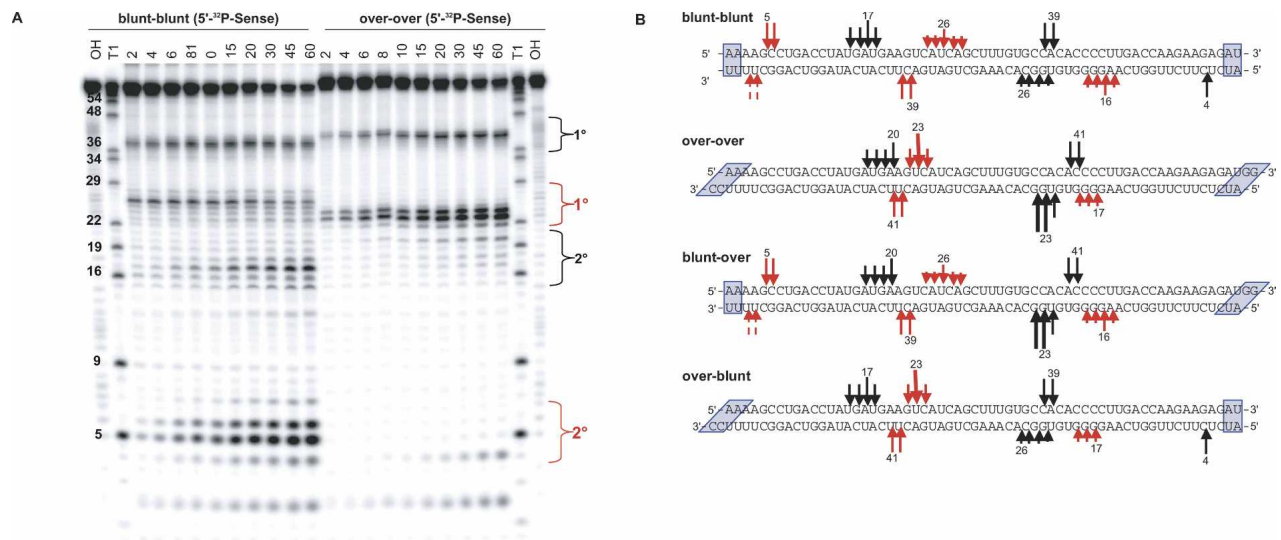 A
blunt-blunt (5'-³²P-Sense) over-over (5'-³²P-Sense)
OH T1 2 4 6 81 0 15 20 30 45 60 2 4 6 8 10 15 20 30 45 60 T1 OH
54
48
36
34
29
22
19
16
9
5
1°
1°
2°
2°
B
blunt-blunt
5 17 26 39
5'- AAAAGCCUGACCUAUGAUGAAGUCAUCAGCUUUGUGCCACACCCCUUGACCAAGAAGAGAU - 3'
3' UUUUCGGACUGGAUACUACUUCAGUAGUCGAAACACGGUGUGGGGAACUGGUUCUUCUCUA - 5'
39 26 16 4
over-over
20 23 41
5'- AAAAGCCUGACCUAUGAUGAAGUCAUCAGCUUUGUGCCACACCCCUUGACCAAGAAGAGAUGG - 3'
3'- CCUUUUCGGACUGGAUACUACUUCAGUAGUCGAAACACGGUGUGGGGAACUGGUUCUUCUCUA - 5'
41 23 17
blunt-over
5 20 26 41
5'- AAAAGCCUGACCUAUGAUGAAGUCAUCAGCUUUGUGCCACACCCCUUGACCAAGAAGAGAUGG - 3'
3'- UUUUCGGACUGGAUACUACUUCAGUAGUCGAAACACGGUGUGGGGAACUGGUUCUUCUCUA - 5'
39 23 16
over-blunt
17 23 39
5'- AAAAGCCUGACCUAUGAUGAAGUCAUCAGCUUUGUGCCACACCCCUUGACCAAGAAGAGAU - 3'
3'- CCUUUUCGGACUGGAUACUACUUCAGUAGUCGAAACACGGUGUGGGGAACUGGUUCUUCUCUA - 5'
41 26 17 4